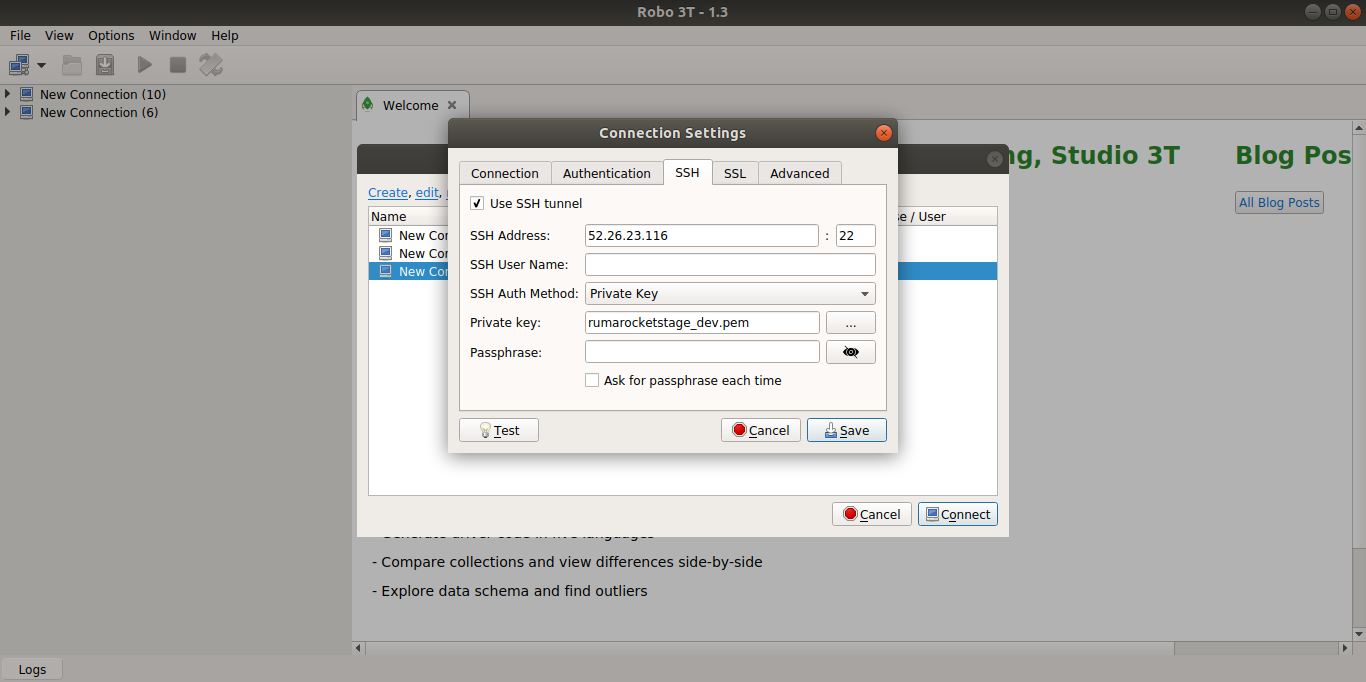 Robo 3T - 1.3
File View Options Window Help
New Connection (10)
New Connection (6)
Welcome
Connection Settings
ng, Studio 3T
Blog Pos
All Blog Posts
Create, edit,
Name
se / User
New Con
New Con
New Con
Connection Authentication SSH SSL Advanced
Use SSH tunnel
SSH Address: 52.26.23.116 : 22
SSH User Name:
SSH Auth Method: Private Key
Private key: rumarocketstage_dev.pem ...
Passphrase:
Ask for passphrase each time
Test Cancel Save
Cancel Connect
- Compare collections and view differences side-by-side
- Explore data schema and find outliers
Logs